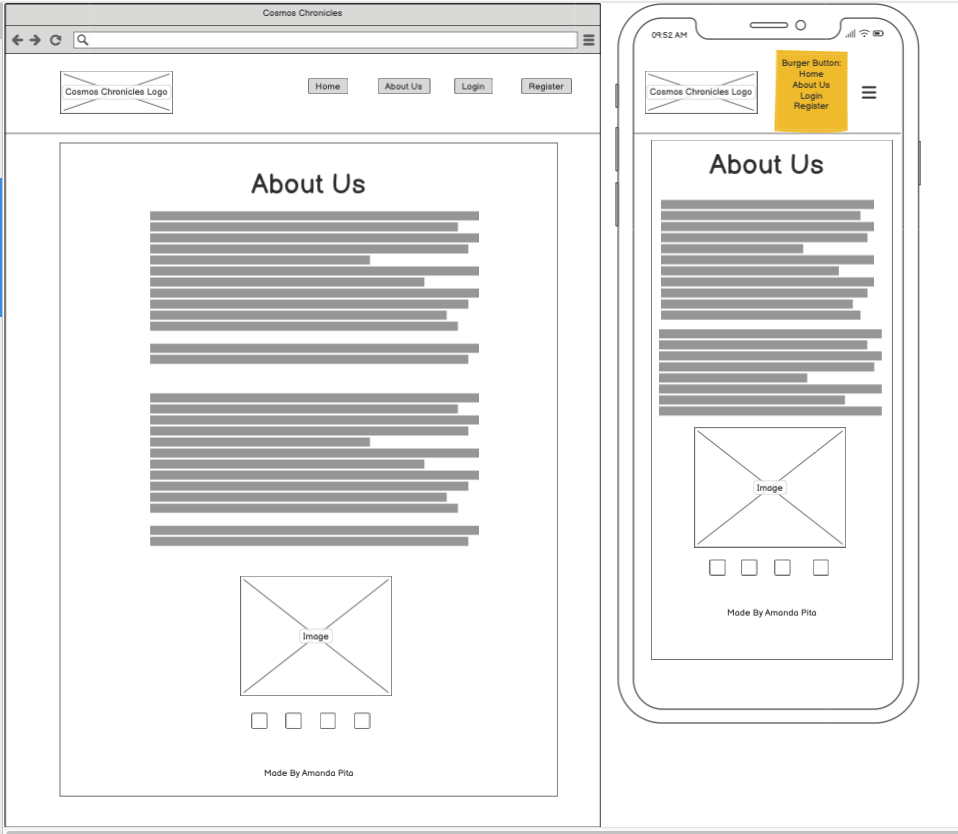 Cosmos Chronicles
Cosmos Chronicles Logo
Home
About Us
Login
Register
About Us
Image
Made By Amanda Pita
09:52 AM
Cosmos Chronicles Logo
Burger Button:
Home
About Us
Login
Register
About Us
Image
Made By Amanda Pita